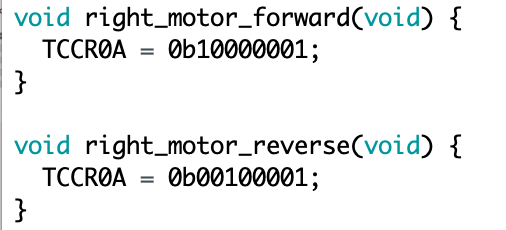 void right_motor_forward(void) {
  TCCR0A = 0b10000001;
}

void right_motor_reverse(void) {
  TCCR0A = 0b00100001;
}